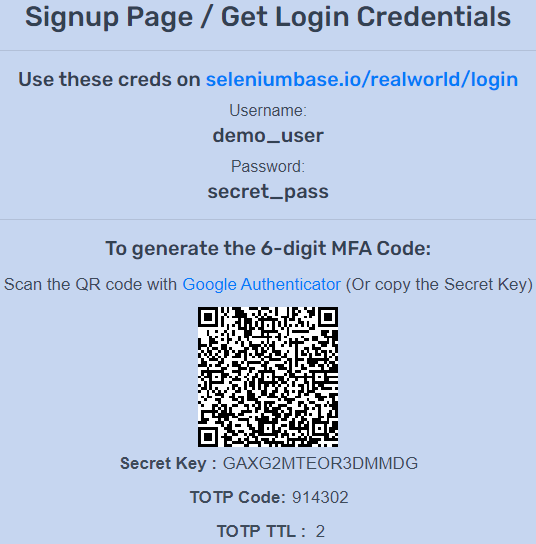 Signup Page / Get Login Credentials
Use these creds on seleniumbase.io/realworld/login
Username:
demo_user
Password:
secret_pass
To generate the 6-digit MFA Code:
Scan the QR code with Google Authenticator (Or copy the Secret Key)
Secret Key : GAXG2MTEOR3DMMDG
TOTP Code: 914302
TOTP TTL : 2